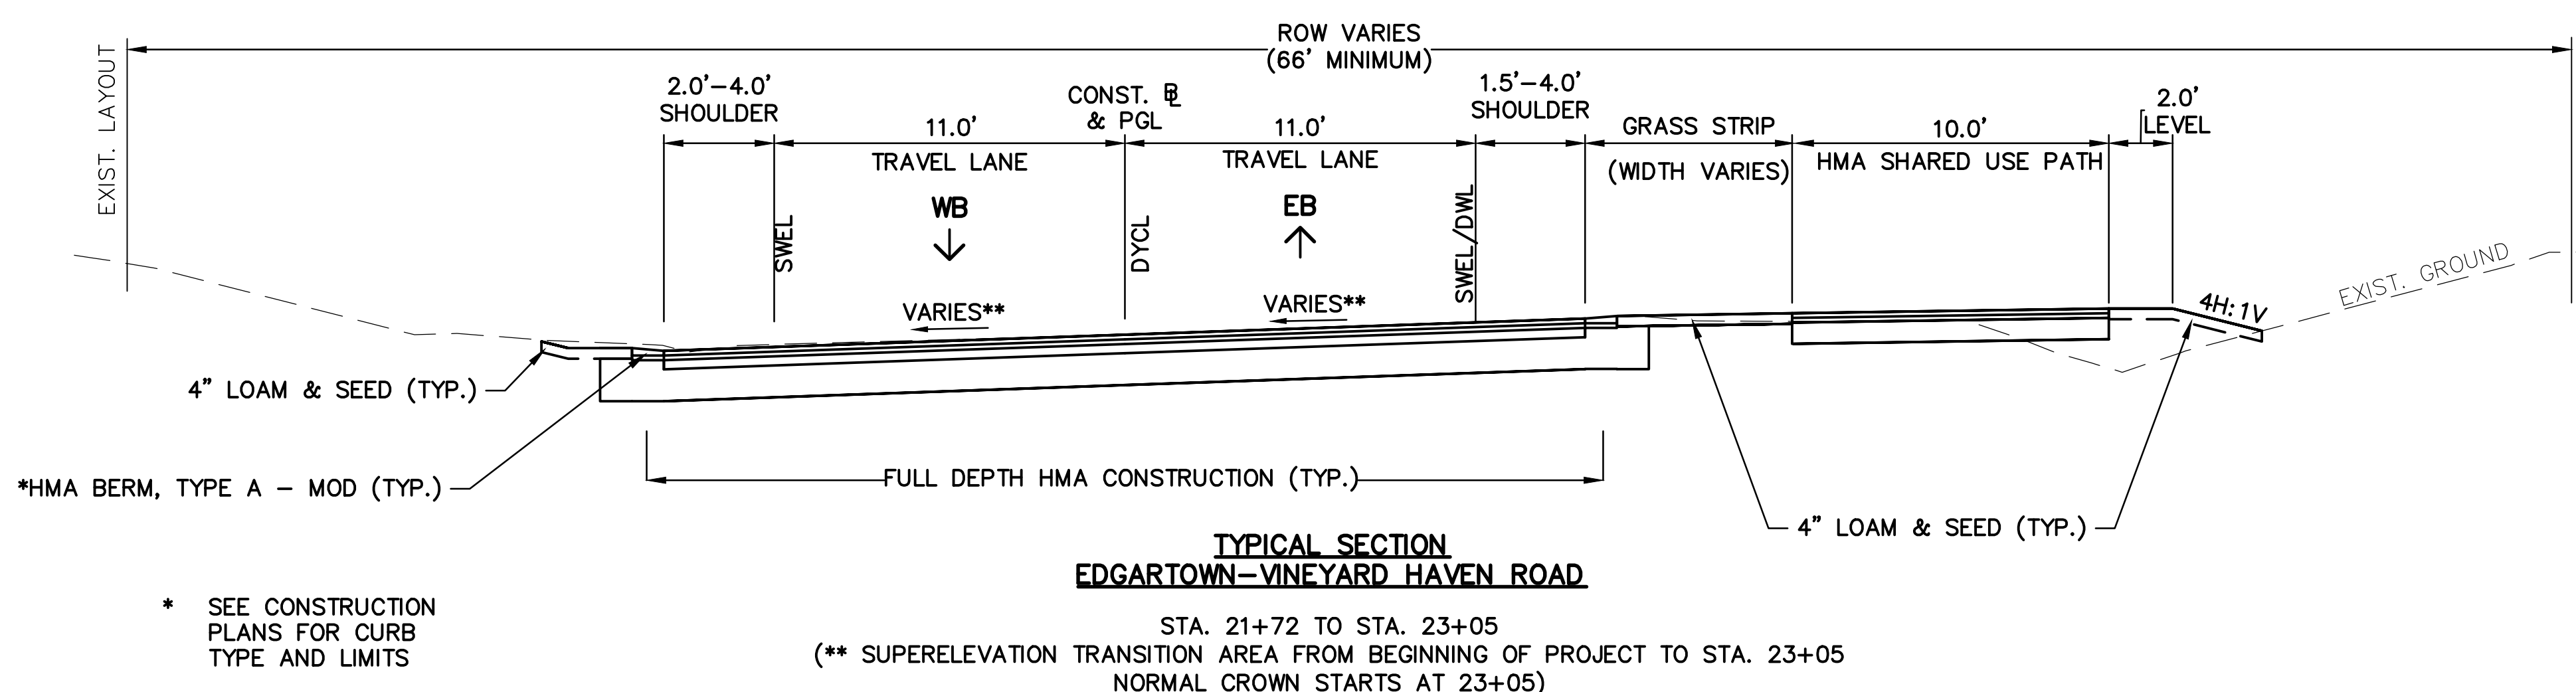 ROW VARIES
(66' MINIMUM)
EXIST. LAYOUT
2.0'-4.0'
SHOULDER
11.0'
TRAVEL LANE
CONST. BL
& PGL
11.0'
TRAVEL LANE
1.5'-4.0'
SHOULDER
GRASS STRIP
(WIDTH VARIES)
10.0'
HMA SHARED USE PATH
2.0'
LEVEL
WB
EB
SWEL
DYCL
SWEL/DWL
VARIES**
VARIES**
EXIST. GROUND
4H:1V
4" LOAM & SEED (TYP.)
*HMA BERM, TYPE A - MOD (TYP.)
FULL DEPTH HMA CONSTRUCTION (TYP.)
4" LOAM & SEED (TYP.)
TYPICAL SECTION
EDGARTOWN-VINEYARD HAVEN ROAD
STA. 21+72 TO STA. 23+05
(** SUPERELEVATION TRANSITION AREA FROM BEGINNING OF PROJECT TO STA. 23+05
NORMAL CROWN STARTS AT 23+05)
* SEE CONSTRUCTION
PLANS FOR CURB
TYPE AND LIMITS